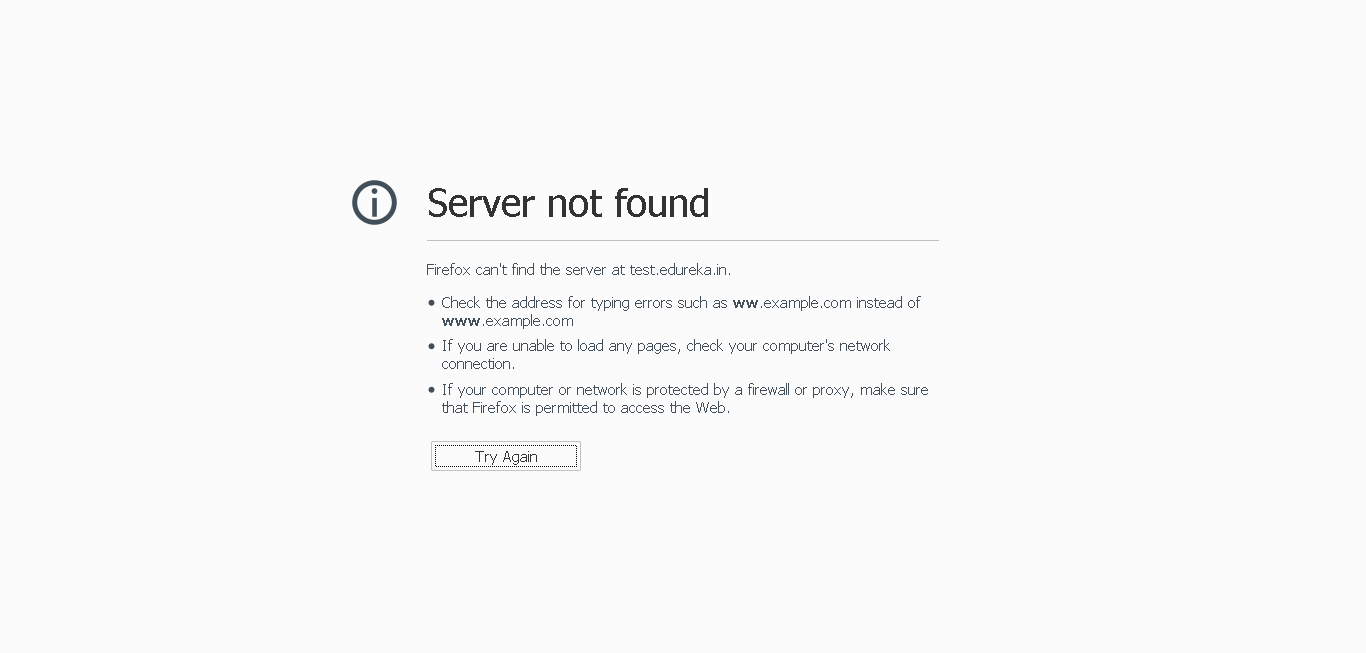 Server not found
Firefox can't find the server at test.edureka.in.
• Check the address for typing errors such as ww.example.com instead of
www.example.com
• If you are unable to load any pages, check your computer's network
connection.
• If your computer or network is protected by a firewall or proxy, make sure
that Firefox is permitted to access the Web.
Try Again